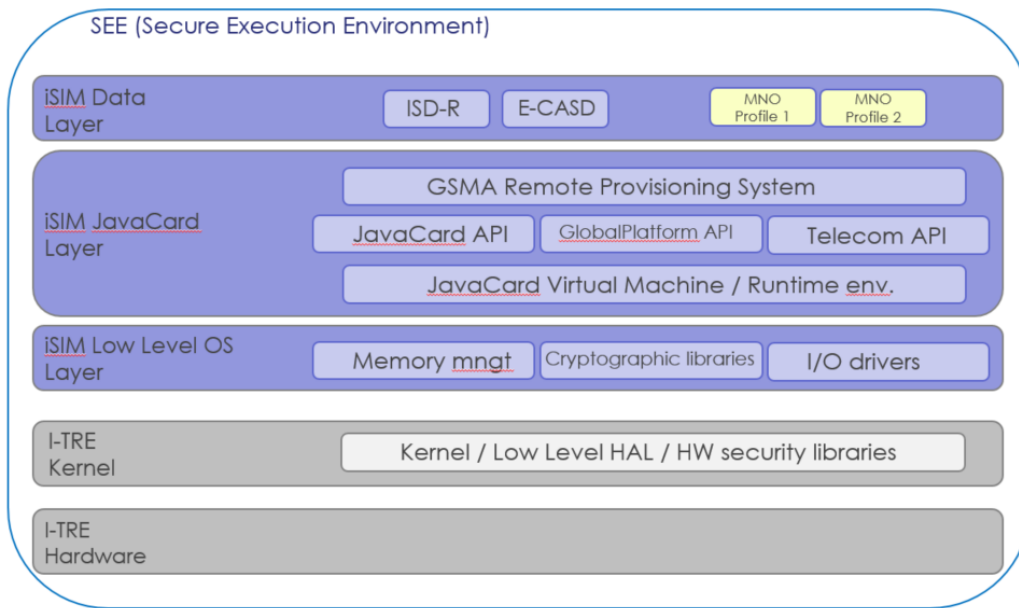 SEE (Secure Execution Environment)
iSIM Data
Layer
ISD-R
E-CASD
MNO
Profile 1
MNO
Profile 2
iSIM JavaCard
Layer
GSMA Remote Provisioning System
JavaCard API
GlobalPlatform API
Telecom API
JavaCard Virtual Machine / Runtime env.
iSIM Low Level OS
Layer
Memory mngt
Cryptographic libraries
I/O drivers
I-TRE
Kernel
Kernel / Low Level HAL / HW security libraries
I-TRE
Hardware